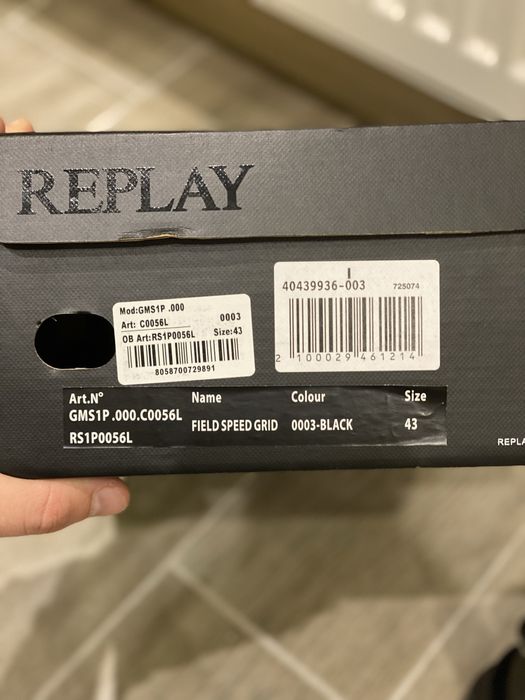 REPLAY
Mod:GMS1P .000
Art: C0056L 0003
OB Art:RS1P0056L Size:43
8058700729891
I
40439936-003 725074
2 100029 461214
Art.N° Name Colour Size
GMS1P .000.C0056L
FIELD SPEED GRID 0003-BLACK 43
RS1P0056L